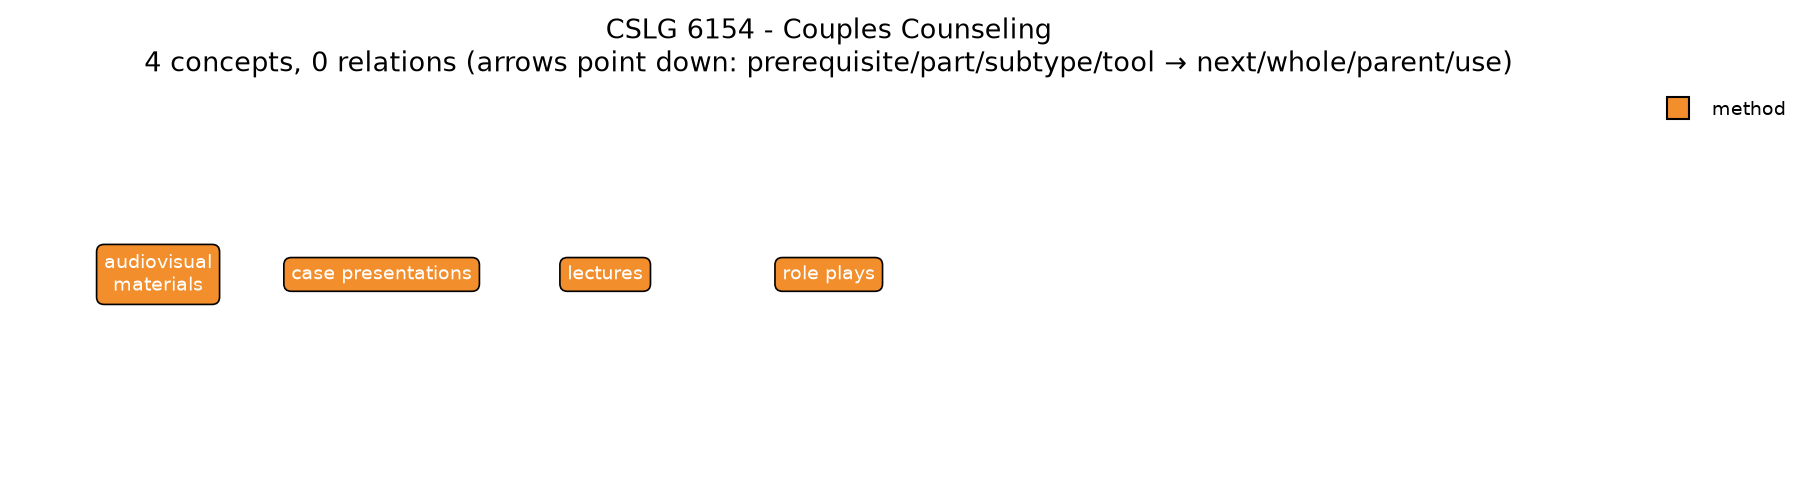 CSLG 6154 - Couples Counseling
4 concepts, 0 relations (arrows point down: prerequisite/part/subtype/tool → next/whole/parent/use)
method
audiovisual
materials
case presentations
lectures
role plays